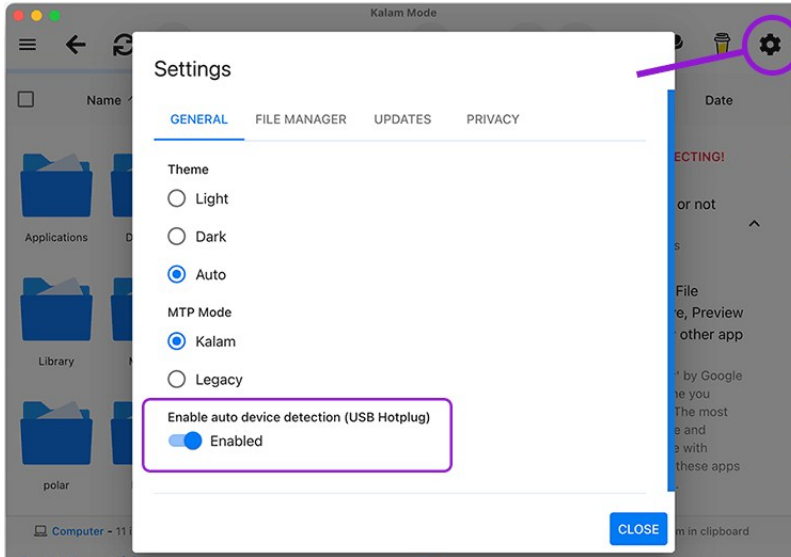 Kalam Mode
Settings
GENERAL FILE MANAGER UPDATES PRIVACY
Theme
Light
Dark
Auto
MTP Mode
Kalam
Legacy
Enable auto device detection (USB Hotplug)
Enabled
CLOSE
Name
Date
Applications
Library
polar
Computer - 11
ECTING!
or not
File
Preview
other app
by Google
you
The most
and
with
these apps
in clipboard